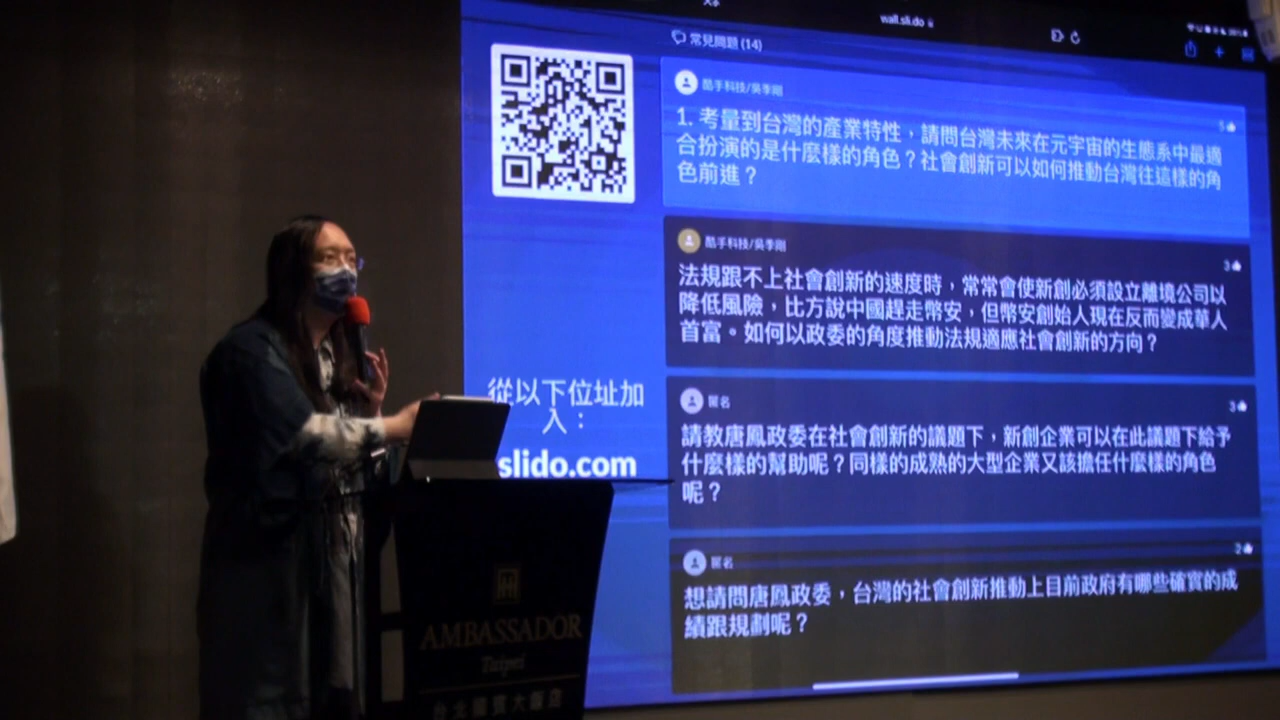 wall.sli.do
常見問題 (14)
酷手科技/吳季剛
1. 考量到台灣的產業特性，請問台灣未來在元宇宙的生態系中最適
合扮演的是什麼樣的角色？社會創新可以如何推動台灣往這樣的角
色前進？
酷手科技/吳季剛
3
法規跟不上社會創新的速度時，常常會使新創必須設立離境公司以
降低風險，比方說中國趕走幣安，但幣安創始人現在反而變成華人
首富。如何以政委的角度推動法規適應社會創新的方向？
匿名
3
請教唐鳳政委在社會創新的議題下，新創企業可以在此議題下給予
什麼樣的幫助呢？同樣的成熟的大型企業又該擔任什麼樣的角色
呢？
匿名
2
想請問唐鳳政委，台灣的社會創新推動上目前政府有哪些確實的成
績跟規劃呢？
從以下位址加
入：
slido.com
AMBASSADOR
Taipei
台北國賓大飯店